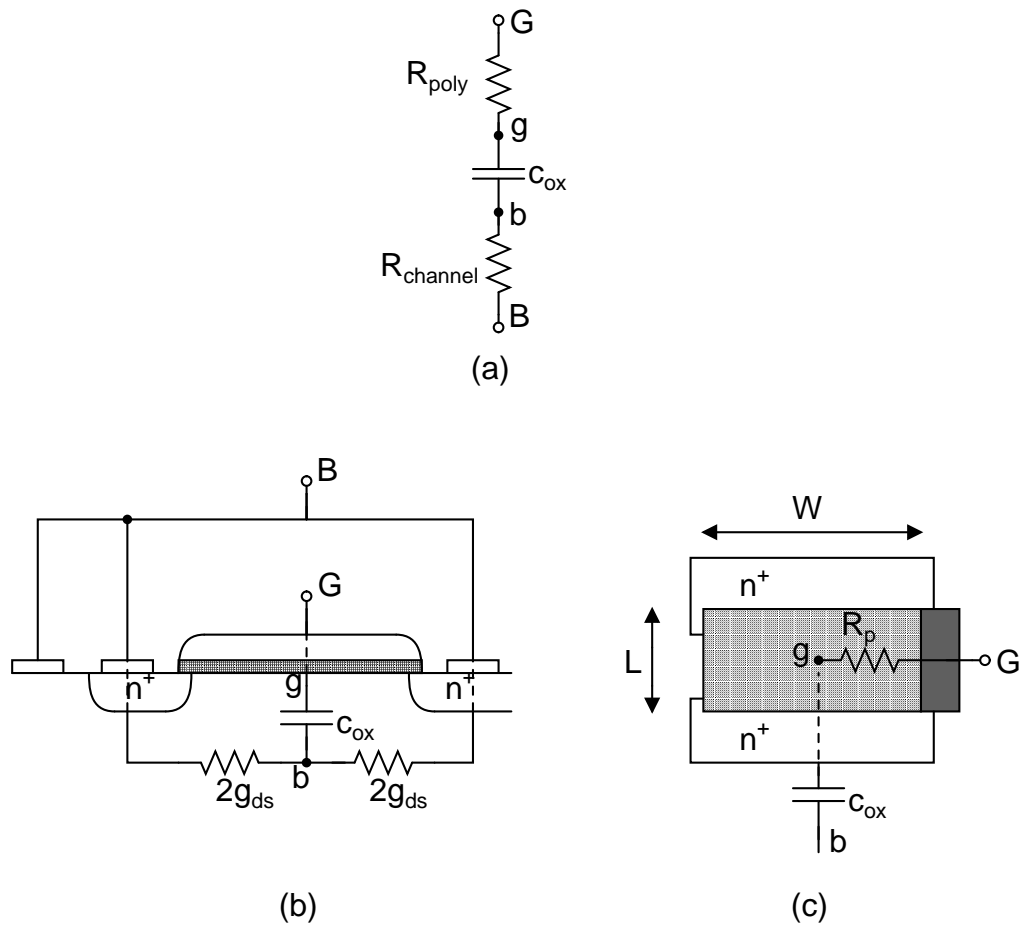 G
R_poly
g
c_ox
b
R_channel
B
(a)
B
G
n⁺
g
n⁺
c_ox
b
2g_ds
2g_ds
(b)
W
n⁺
L
R_p
g
G
n⁺
c_ox
b
(c)